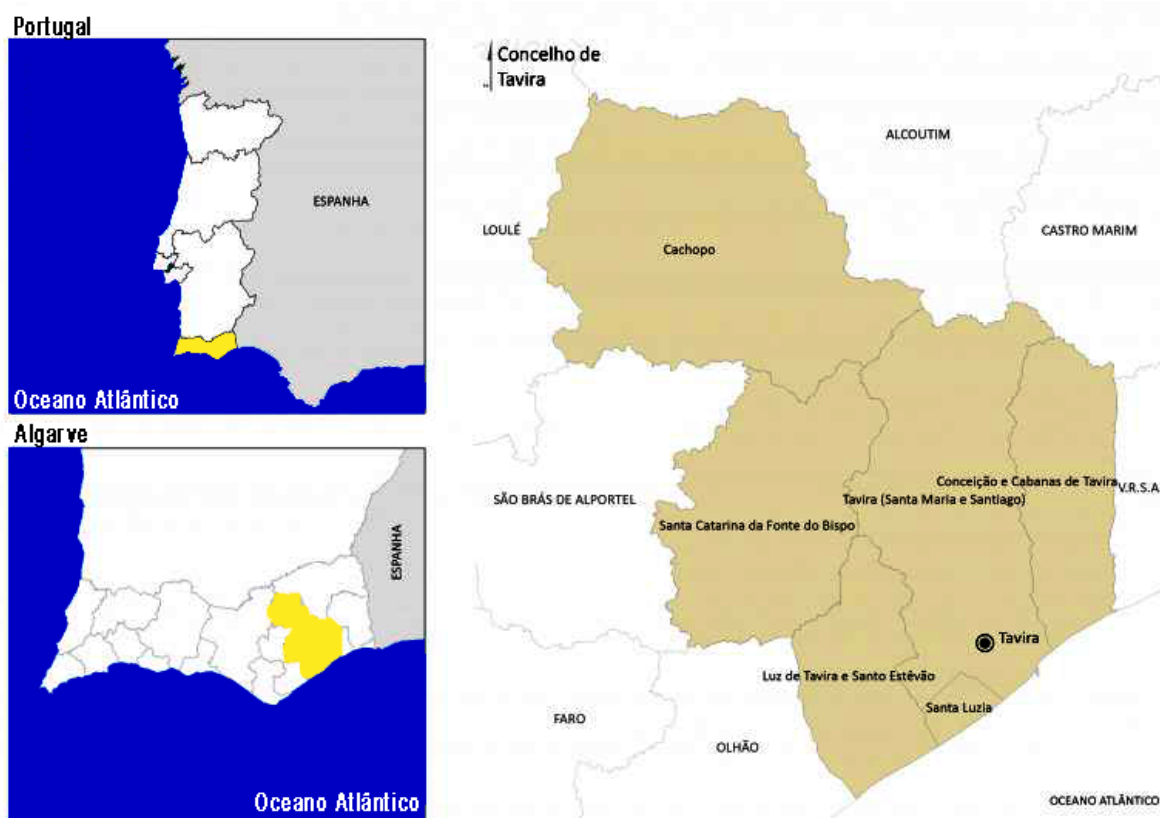 Portugal
ESPANHA
Oceano Atlântico
Algarve
ESPANHA
Oceano Atlântico
Concelho de
Tavira
ALCOUTIM
LOULÉ
CASTRO MARIM
Cachopo
SÃO BRÁS DE ALPORTEL
Conceição e Cabanas de Tavira
V.R.S.A
Tavira (Santa Maria e Santiago)
Santa Catarina da Fonte do Bispo
Tavira
Luz de Tavira e Santo Estêvão
Santa Luzia
FARO
OLHÃO
OCEANO ATLÂNTICO